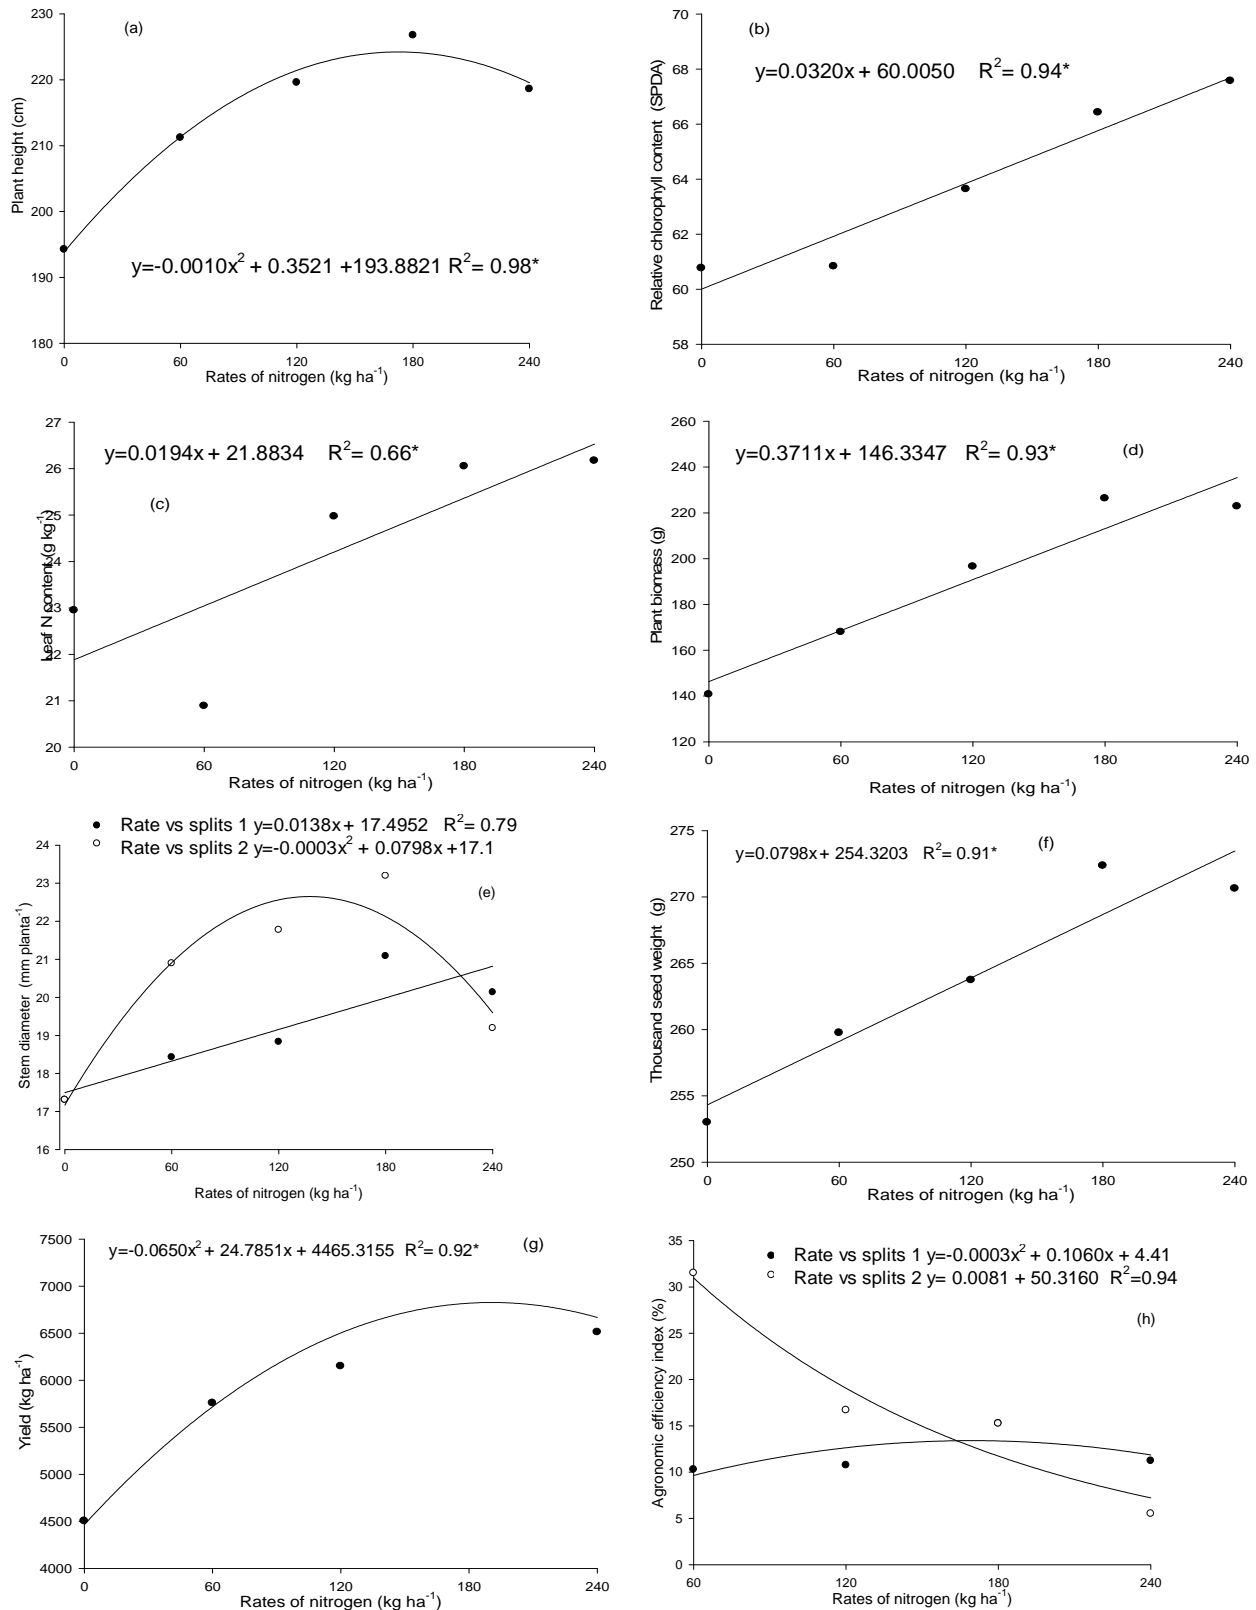 (a)
y=-0.0010x² + 0.3521 +193.8821 R²= 0.98*
Plant height (cm)
230
220
210
200
190
180
0 60 120 180 240
Rates of nitrogen (kg ha⁻¹)
(b)
y=0.0320x + 60.0050 R²= 0.94*
Relative chlorophyll content (SPDA)
70
68
66
64
62
60
58
0 60 120 180 240
Rates of nitrogen (kg ha⁻¹)
y=0.0194x + 21.8834 R²= 0.66*
(c)
Leaf N content (g kg⁻¹)
27
26
25
24
23
22
21
20
0 60 120 180 240
Rates of nitrogen (kg ha⁻¹)
y=0.3711x + 146.3347 R²= 0.93*
(d)
Plant biomass (g)
260
240
220
200
180
160
140
120
0 60 120 180 240
Rates of nitrogen (kg ha⁻¹)
Rate vs splits 1 y=0.0138x + 17.4952 R²= 0.79
Rate vs splits 2 y=-0.0003x² + 0.0798x +17.1
(e)
Stem diameter (mm planta⁻¹)
24
23
22
21
20
19
18
17
16
0 60 120 180 240
Rates of nitrogen (kg ha⁻¹)
y=0.0798x + 254.3203 R²= 0.91*
(f)
Thousand seed weight (g)
275
270
265
260
255
250
0 60 120 180 240
Rates of nitrogen (kg ha⁻¹)
y=-0.0650x² + 24.7851x + 4465.3155 R²= 0.92*
(g)
Yield (kg ha⁻¹)
7500
7000
6500
6000
5500
5000
4500
4000
0 60 120 180 240
Rates of nitrogen (kg ha⁻¹)
Rate vs splits 1 y=-0.0003x² + 0.1060x + 4.41
Rate vs splits 2 y= 0.0081 + 50.3160 R²=0.94
(h)
Agronomic efficiency index (%)
35
30
25
20
15
10
5
0
60 120 180 240
Rates of nitrogen (kg ha⁻¹)